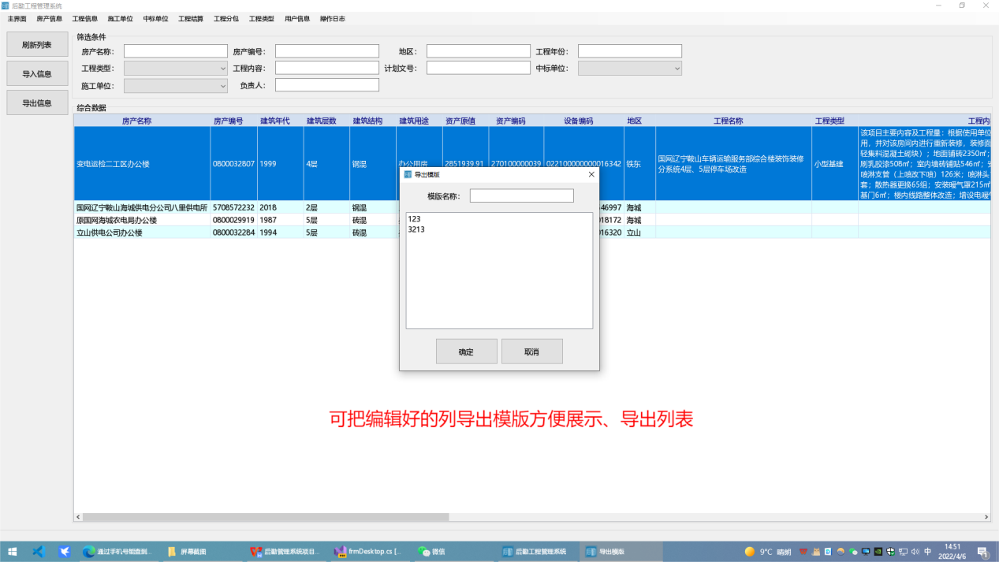 后勤工程管理系统
主界面 房产信息 工程信息 施工单位 中标单位 工程结算 工程分包 工程类型 用户信息 操作日志
刷新列表
导入信息
导出信息
筛选条件
房产名称: 房产编号: 地区: 工程年份:
工程类型: 工程内容: 计划文号: 中标单位:
施工单位: 负责人:
综合数据
房产名称 房产编号 建筑年代 建筑层数 建筑结构 建筑用途 资产原值 资产编码 设备编码 地区 工程名称 工程类型 工程内
变电运检二工区办公楼 0800032807 1999 4层 钢混 办公用房 2851939.91 270100000039 022100000000016342 铁东
国网辽宁鞍山车辆运输服务部综合楼装饰装修
分系统4层、5层停车场改造
小型基建
该项目主要内容及工程量: 根据使用单位
用, 并对该房间内进行重新装修, 装修面
轻集料混凝土砌块) ; 地面铺砖2350㎡;
刷乳胶漆508㎡; 室内墙砖铺贴546㎡;
喷淋支管 (上喷改下喷) 126米; 喷淋头
套; 散热器更换65组; 安装暖气罩215㎡
基门6㎡; 楼内线路整体改造; 增设电暖
国网辽宁鞍山海城供电分公司八里供电所 5708572232 2018 2层 钢混 46997 海城
原国网海城农电局办公楼 0800029919 1987 5层 砖混 018172 海城
立山供电公司办公楼 0800032284 1994 5层 砖混 016320 立山
导出模版
模版名称:
123
3213
确定 取消
可把编辑好的列导出模版方便展示、导出列表
通过手机号能查到... 屏幕截图 后勤管理系统项目... frmDesktop.cs [... 微信 后勤工程管理系统 导出模版
9°C 晴朗 中 14:51
2022/4/6